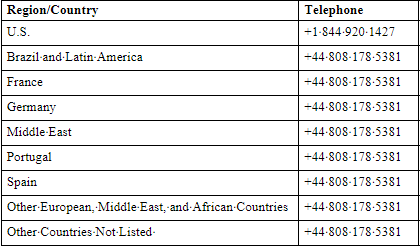 Region/Country Telephone
U.S. +1·844·920·1427
Brazil·and·Latin·America +44·808·178·5381
France +44·808·178·5381
Germany +44·808·178·5381
Middle·East +44·808·178·5381
Portugal +44·808·178·5381
Spain +44·808·178·5381
Other·European,·Middle·East,·and·African·Countries +44·808·178·5381
Other·Countries·Not·Listed· +44·808·178·5381